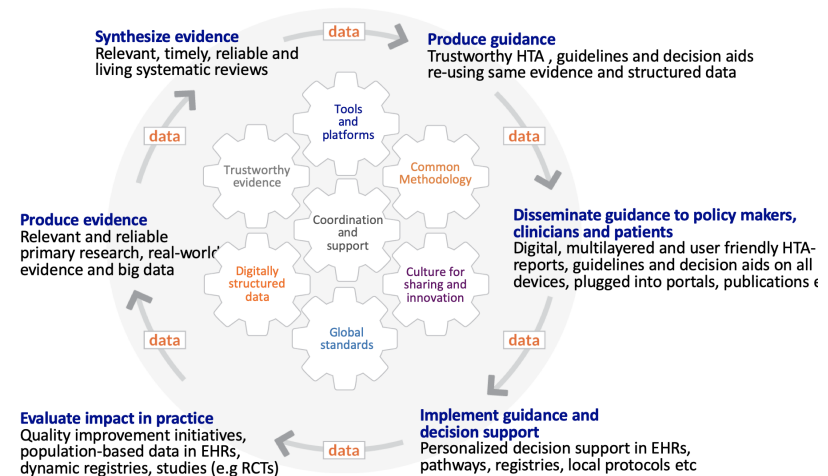 Synthesize evidence
Relevant, timely, reliable and
living systematic reviews
data
Produce guidance
Trustworthy HTA , guidelines and decision aids
re-using same evidence and structured data
data
Disseminate guidance to policy makers,
clinicians and patients
Digital, multilayered and user friendly HTA-
reports, guidelines and decision aids on all
devices, plugged into portals, publications e
data
Implement guidance and
decision support
Personalized decision support in EHRs,
pathways, registries, local protocols etc
data
Evaluate impact in practice
Quality improvement initiatives,
population-based data in EHRs,
dynamic registries, studies (e.g RCTs)
data
Produce evidence
Relevant and reliable
primary research, real-world
evidence and big data
data
Tools
and
platforms
Trustworthy
evidence
Common
Methodology
Coordination
and
support
Digitally
structured
data
Culture for
sharing and
innovation
Global
standards